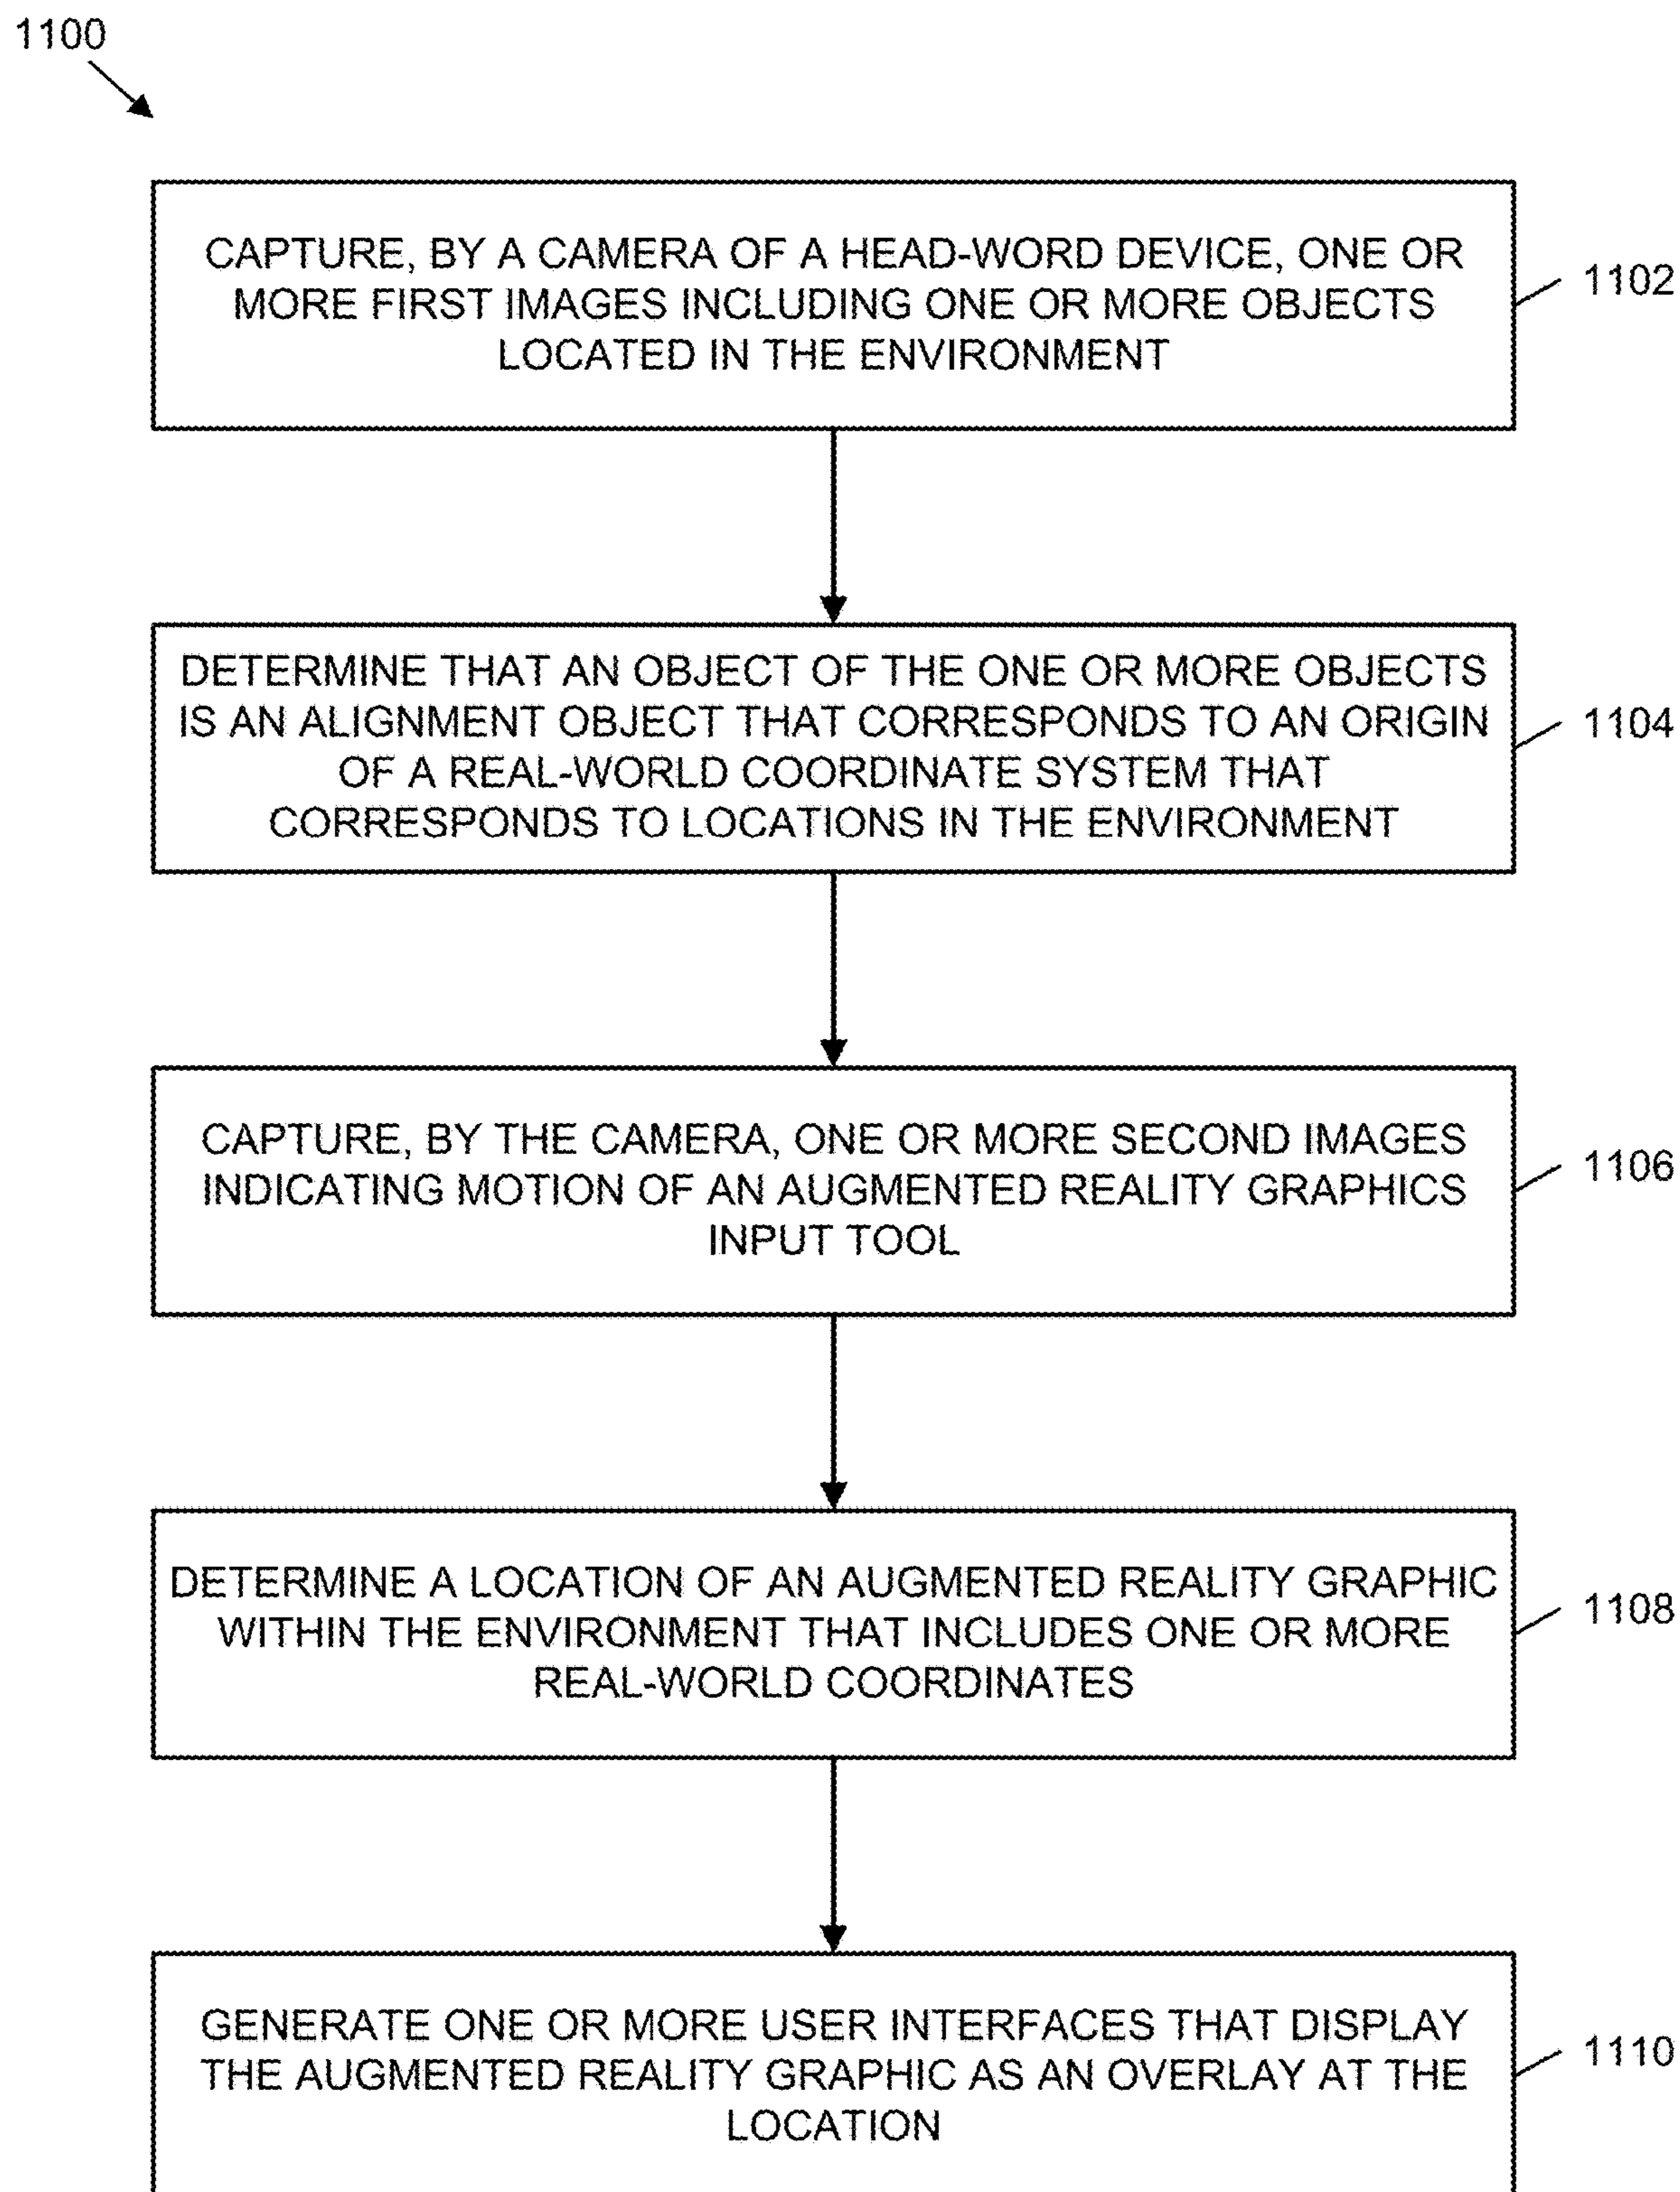 1100
CAPTURE, BY A CAMERA OF A HEAD-WORD DEVICE, ONE OR
MORE FIRST IMAGES INCLUDING ONE OR MORE OBJECTS
LOCATED IN THE ENVIRONMENT
1102
DETERMINE THAT AN OBJECT OF THE ONE OR MORE OBJECTS
IS AN ALIGNMENT OBJECT THAT CORRESPONDS TO AN ORIGIN
OF A REAL-WORLD COORDINATE SYSTEM THAT
CORRESPONDS TO LOCATIONS IN THE ENVIRONMENT
1104
CAPTURE, BY THE CAMERA, ONE OR MORE SECOND IMAGES
INDICATING MOTION OF AN AUGMENTED REALITY GRAPHICS
INPUT TOOL
1106
DETERMINE A LOCATION OF AN AUGMENTED REALITY GRAPHIC
WITHIN THE ENVIRONMENT THAT INCLUDES ONE OR MORE
REAL-WORLD COORDINATES
1108
GENERATE ONE OR MORE USER INTERFACES THAT DISPLAY
THE AUGMENTED REALITY GRAPHIC AS AN OVERLAY AT THE
LOCATION
1110